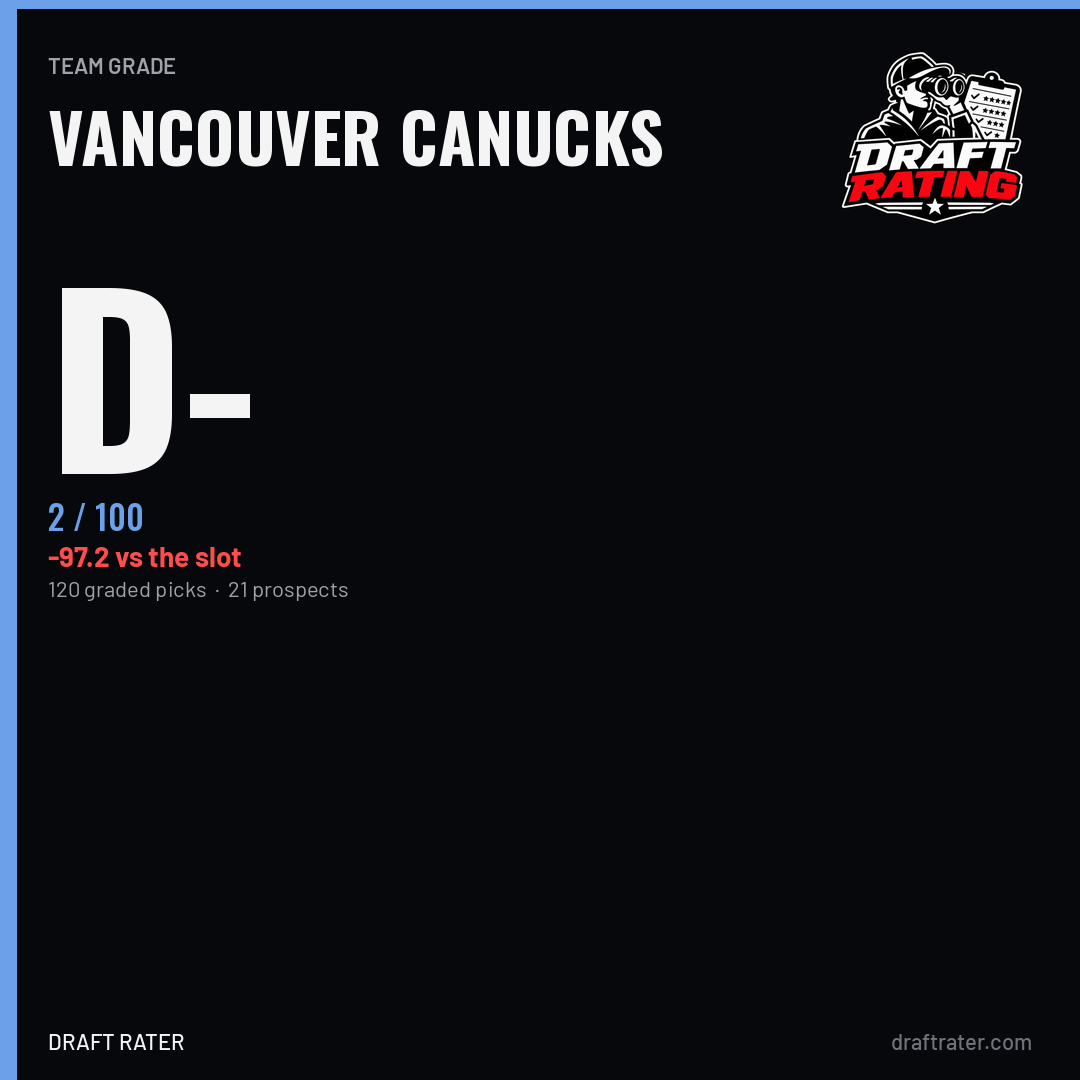 TEAM GRADE
VANCOUVER CANUCKS
DRAFT
RATING
D-
2 / 100
-97.2 vs the slot
120 graded picks · 21 prospects
DRAFT RATER
draftrater.com